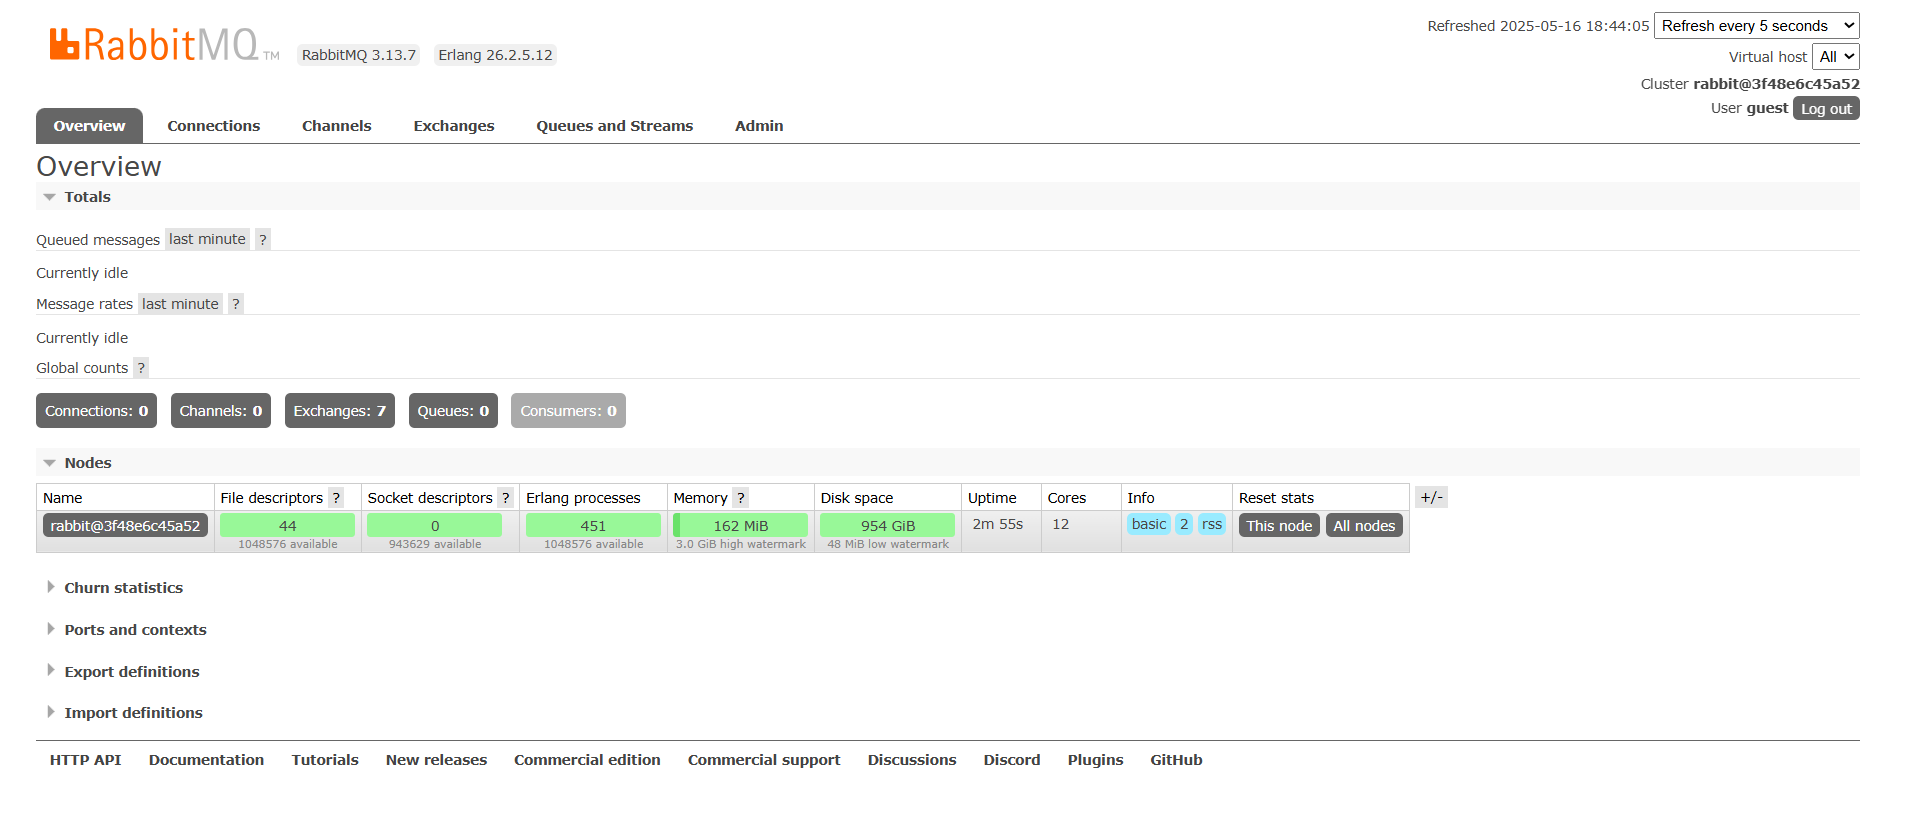 RabbitMQ TM RabbitMQ 3.13.7 Erlang 26.2.5.12
Refreshed 2025-05-16 18:44:05 Refresh every 5 seconds
Virtual host All
Cluster rabbit@3f48e6c45a52
User guest Log out
Overview Connections Channels Exchanges Queues and Streams Admin
Overview
Totals
Queued messages last minute ?
Currently idle
Message rates last minute ?
Currently idle
Global counts ?
Connections: 0 Channels: 0 Exchanges: 7 Queues: 0 Consumers: 0
Nodes
Name File descriptors ? Socket descriptors ? Erlang processes Memory ? Disk space Uptime Cores Info Reset stats +/-
rabbit@3f48e6c45a52 44 0 451 162 MiB 954 GiB 2m 55s 12 basic 2 rss This node All nodes
1048576 available 943629 available 1048576 available 3.0 GiB high watermark 48 MiB low watermark
Churn statistics
Ports and contexts
Export definitions
Import definitions
HTTP API Documentation Tutorials New releases Commercial edition Commercial support Discussions Discord Plugins GitHub